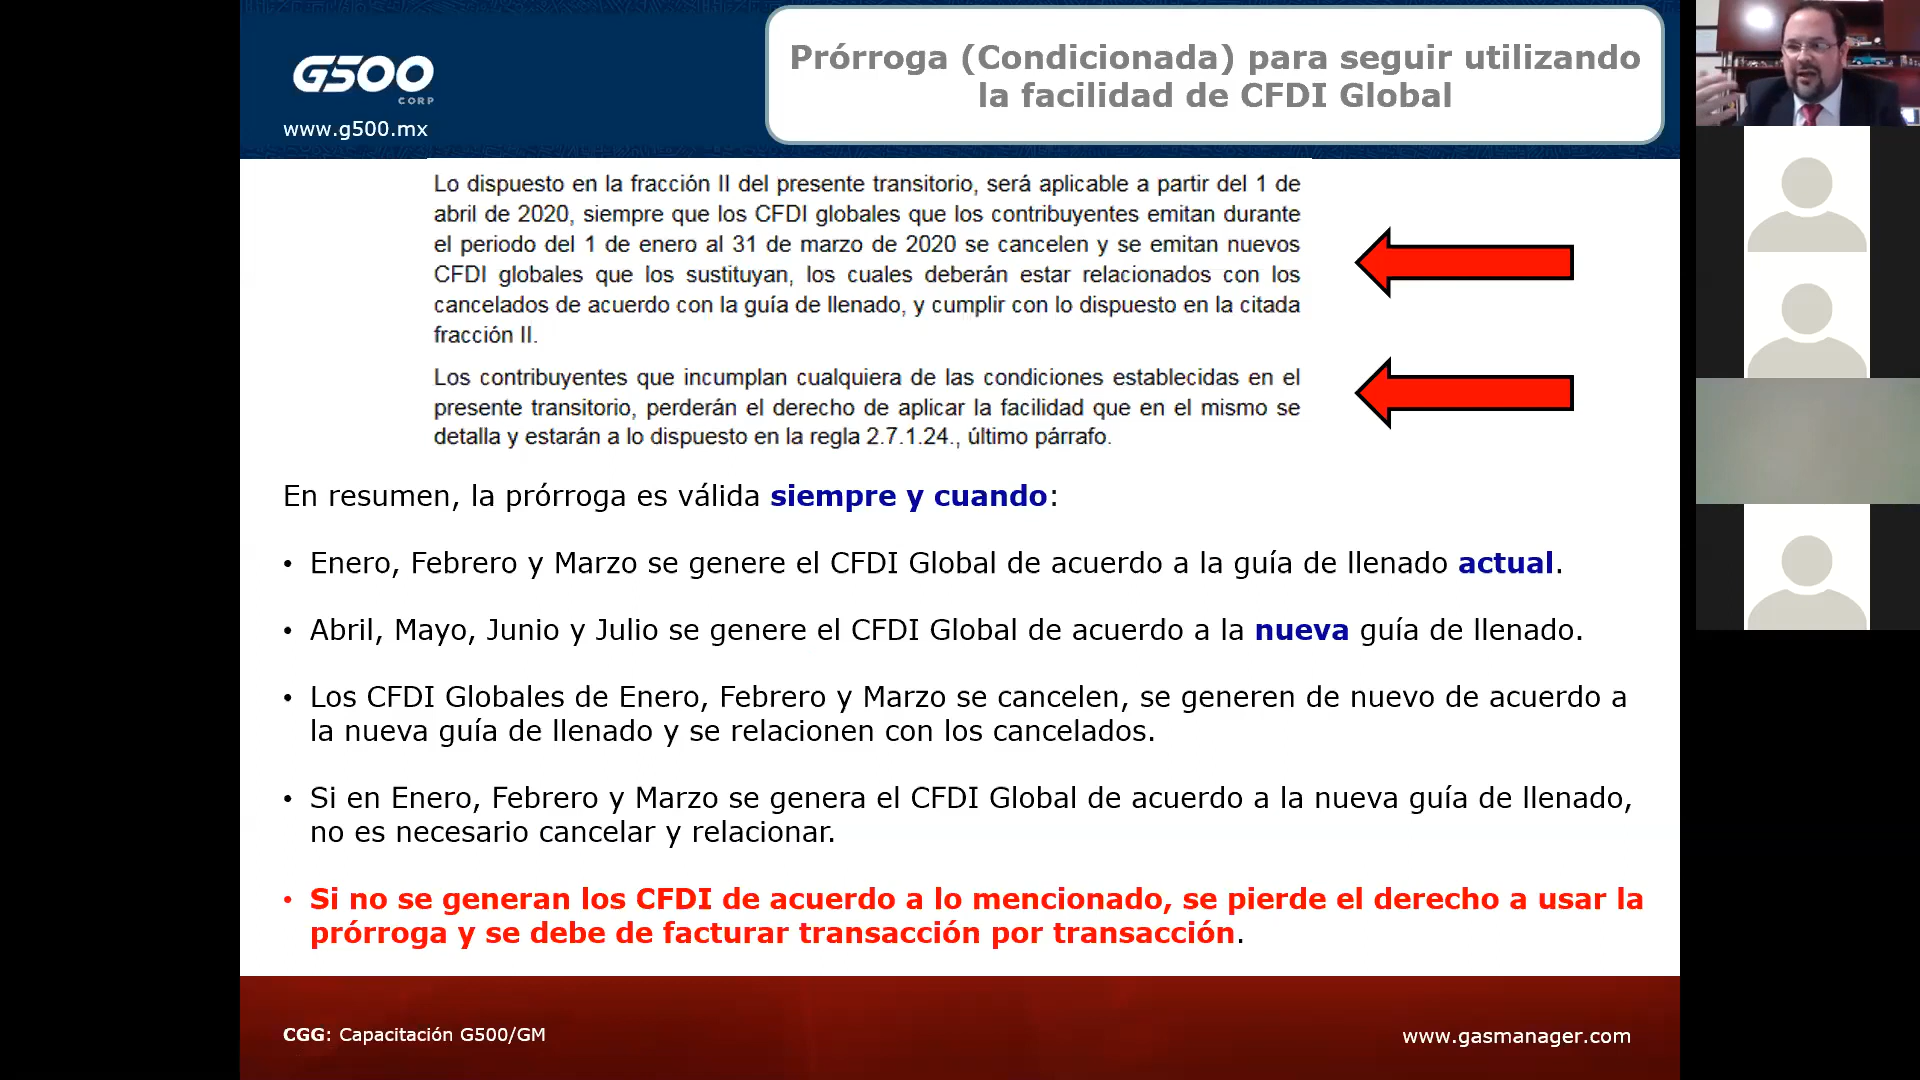 G500
CORP
www.g500.mx
Prórroga (Condicionada) para seguir utilizando
la facilidad de CFDI Global
Lo dispuesto en la fracción II del presente transitorio, será aplicable a partir del 1 de
abril de 2020, siempre que los CFDI globales que los contribuyentes emitan durante
el periodo del 1 de enero al 31 de marzo de 2020 se cancelen y se emitan nuevos
CFDI globales que los sustituyan, los cuales deberán estar relacionados con los
cancelados de acuerdo con la guía de llenado, y cumplir con lo dispuesto en la citada
fracción II.
Los contribuyentes que incumplan cualquiera de las condiciones establecidas en el
presente transitorio, perderán el derecho de aplicar la facilidad que en el mismo se
detalla y estarán a lo dispuesto en la regla 2.7.1.24., último párrafo.
En resumen, la prórroga es válida siempre y cuando:
• Enero, Febrero y Marzo se genere el CFDI Global de acuerdo a la guía de llenado actual.
• Abril, Mayo, Junio y Julio se genere el CFDI Global de acuerdo a la nueva guía de llenado.
• Los CFDI Globales de Enero, Febrero y Marzo se cancelen, se generen de nuevo de acuerdo a
la nueva guía de llenado y se relacionen con los cancelados.
• Si en Enero, Febrero y Marzo se genera el CFDI Global de acuerdo a la nueva guía de llenado,
no es necesario cancelar y relacionar.
• Si no se generan los CFDI de acuerdo a lo mencionado, se pierde el derecho a usar la
prórroga y se debe de facturar transacción por transacción.
CGG: Capacitación G500/GM
www.gasmanager.com